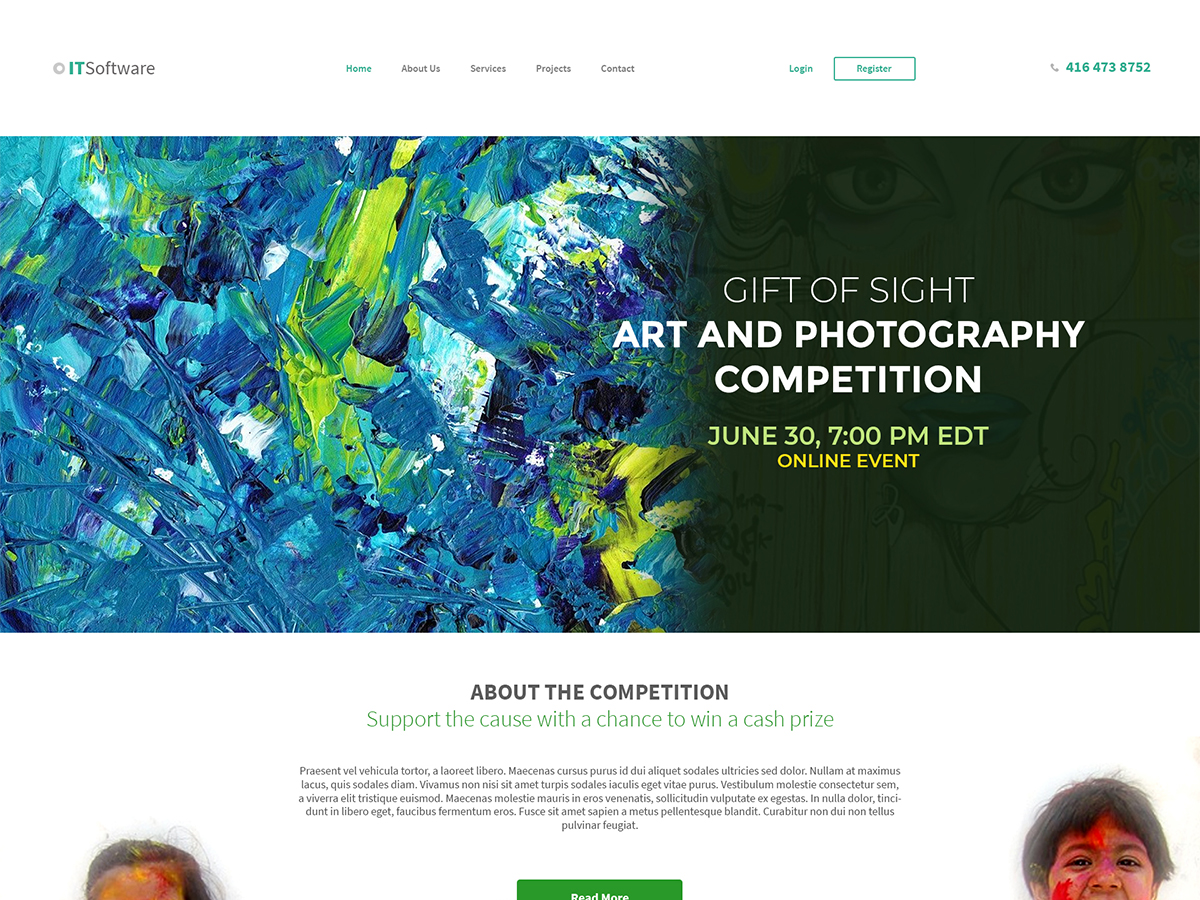 ITSoftware
Home About Us Services Projects Contact
Login Register
416 473 8752
GIFT OF SIGHT
ART AND PHOTOGRAPHY
COMPETITION
JUNE 30, 7:00 PM EDT
ONLINE EVENT
ABOUT THE COMPETITION
Support the cause with a chance to win a cash prize
Praesent vel vehicula tortor, a laoreet libero. Maecenas cursus purus id dui aliquet sodales ultricies sed dolor. Nullam at maximus
lacus, quis sodales diam. Vivamus non nisi sit amet turpis sodales iaculis eget vitae purus. Vestibulum molestie consectetur sem,
a viverra elit tristique euismod. Maecenas molestie mauris in eros venenatis, sollicitudin vulputate ex egestas. In nulla dolor, tinci-
dunt in libero eget, faucibus fermentum eros. Fusce sit amet sapien a metus pellentesque blandit. Curabitur non dui non tellus
pulvinar feugiat.
Read More